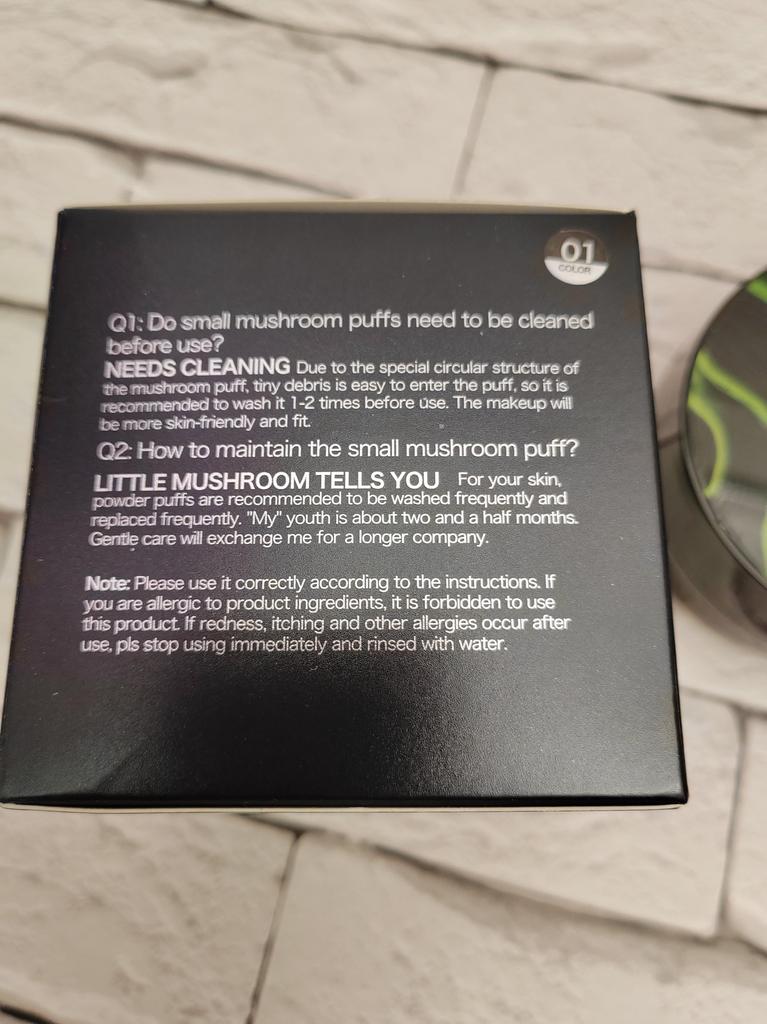 01
COLOR
Q1: Do small mushroom puffs need to be cleaned
before use?
NEEDS CLEANING Due to the special circular structure of
the mushroom puff, tiny debris is easy to enter the puff, so it is
recommended to wash it 1-2 times before use. The makeup will
be more skin-friendly and fit.
Q2: How to maintain the small mushroom puff?
LITTLE MUSHROOM TELLS YOU For your skin,
powder puffs are recommended to be washed frequently and
replaced frequently. "My" youth is about two and a half months.
Gentle care will exchange me for a longer company.
Note: Please use it correctly according to the instructions. If
you are allergic to product ingredients, it is forbidden to use
this product. If redness, itching and other allergies occur after
use, pls stop using immediately and rinsed with water.